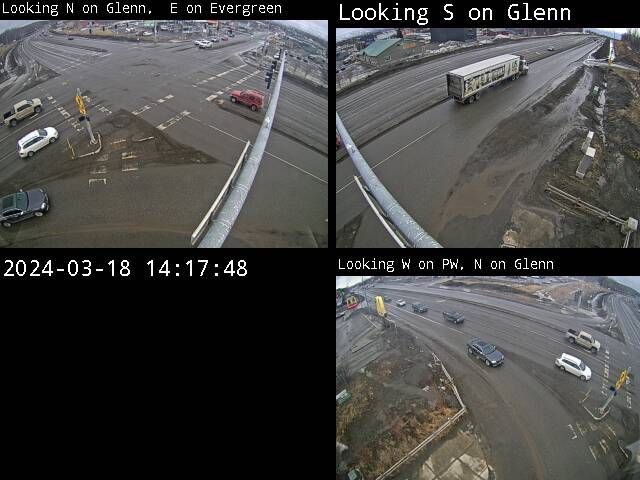 Looking N on Glenn,  E on Evergreen
Looking S on Glenn
2024-03-18 14:17:48
Looking W on PW, N on Glenn